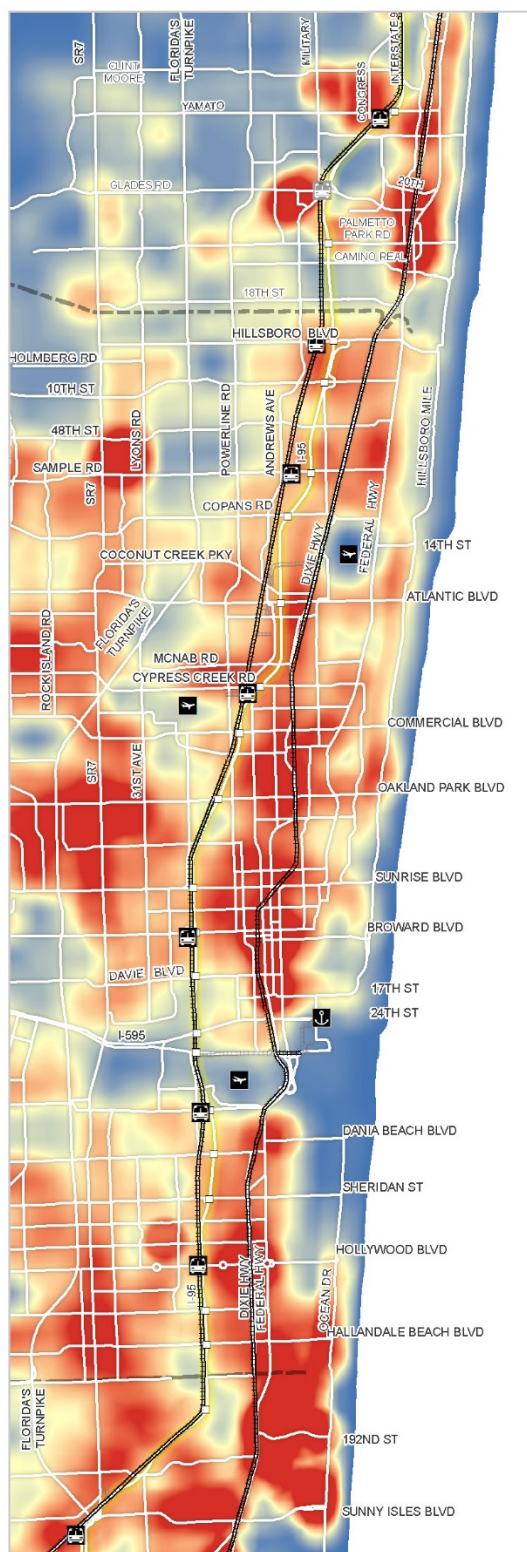 SR7
FLORIDA'S
TURNPIKE
MILITARY
CONGRESS
CLINT
MOORE
YAMATO
GLADES RD
20TH
PALMETTO
PARK RD
CAMINO REAL
18TH ST
HILLSBORO BLVD
HOLMBERG RD
10TH ST
48TH ST
LYONS RD
POWERLINE RD
ANDREWS AVE
I-95
HILLSBORO MILE
SAMPLE RD
SR7
COPANS RD
DIXIE HWY
FEDERAL HWY
14TH ST
COCONUT CREEK PKY
ATLANTIC BLVD
FLORIDA'S
TURNPIKE
ROCK ISLAND RD
MCNAB RD
CYPRESS CREEK RD
COMMERCIAL BLVD
SR7
31ST AVE
OAKLAND PARK BLVD
SUNRISE BLVD
BROWARD BLVD
DAVIE BLVD
17TH ST
24TH ST
I-595
DANIA BEACH BLVD
SHERIDAN ST
HOLLYWOOD BLVD
I-95
DIXIE HWY
FEDERAL HWY
OCEAN DR
HALLANDALE BEACH BLVD
FLORIDA'S
TURNPIKE
192ND ST
SUNNY ISLES BLVD